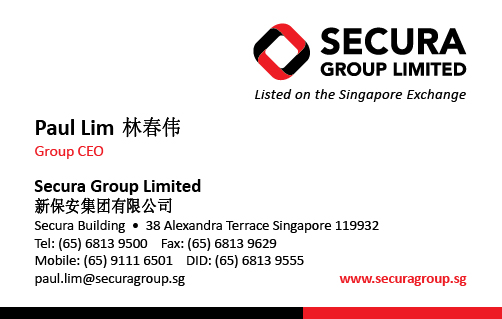 SECURA
GROUP LIMITED
Listed on the Singapore Exchange
Paul Lim 林春伟
Group CEO
Secura Group Limited
新保安集团有限公司
Secura Building • 38 Alexandra Terrace Singapore 119932
Tel: (65) 6813 9500 Fax: (65) 6813 9629
Mobile: (65) 9111 6501 DID: (65) 6813 9555
paul.lim@securagroup.sg www.securagroup.sg